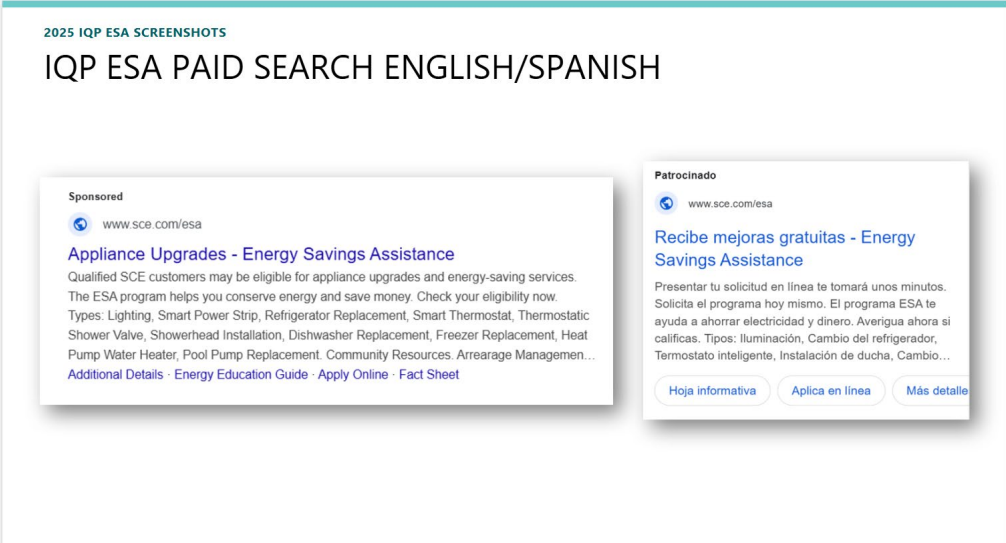 2025 IQP ESA SCREENSHOTS
IQP ESA PAID SEARCH ENGLISH/SPANISH
Sponsored
www.sce.com/esa
Appliance Upgrades - Energy Savings Assistance
Qualified SCE customers may be eligible for appliance upgrades and energy-saving services.
The ESA program helps you conserve energy and save money. Check your eligibility now.
Types: Lighting, Smart Power Strip, Refrigerator Replacement, Smart Thermostat, Thermostatic
Shower Valve, Showerhead Installation, Dishwasher Replacement, Freezer Replacement, Heat
Pump Water Heater, Pool Pump Replacement. Community Resources. Arrearage Managemen...
Additional Details · Energy Education Guide · Apply Online · Fact Sheet
Patrocinado
www.sce.com/esa
Recibe mejoras gratuitas - Energy
Savings Assistance
Presentar tu solicitud en línea te tomará unos minutos.
Solicita el programa hoy mismo. El programa ESA te
ayuda a ahorrar electricidad y dinero. Averigua ahora si
calificas. Tipos: Iluminación, Cambio del refrigerador,
Termostato inteligente, Instalación de ducha, Cambio...
Hoja informativa Aplica en línea Más detalle